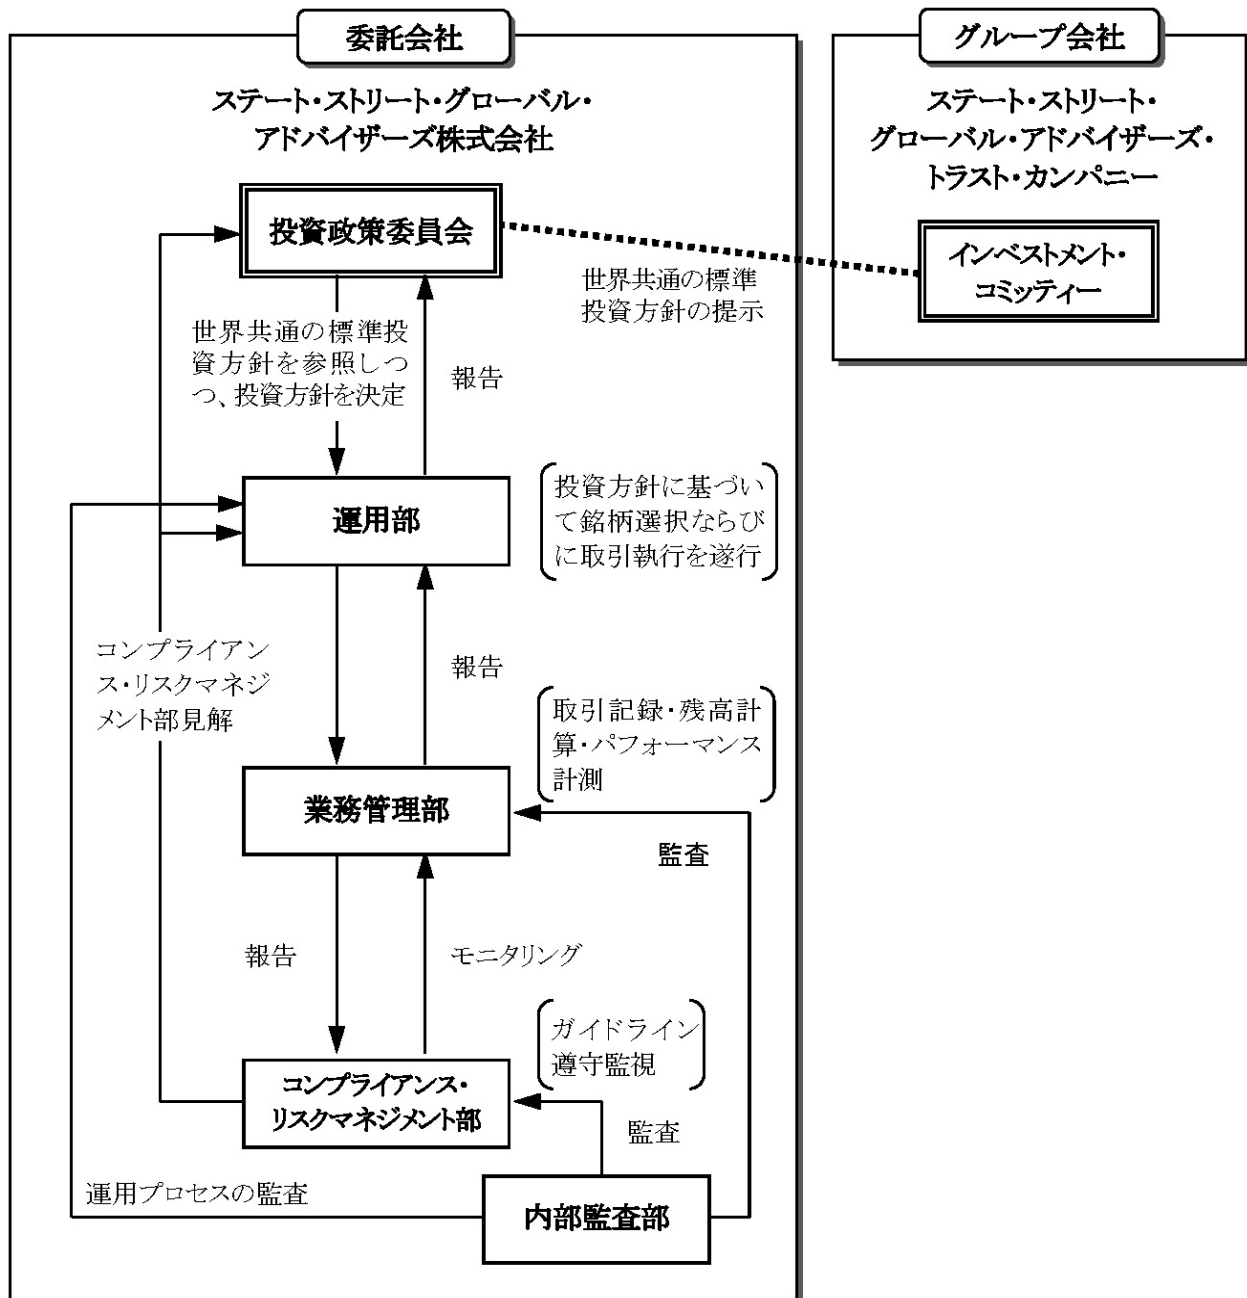 委託会社
ステート・ストリート・グローバル・
アドバイザーズ株式会社
投資政策委員会
世界共通の標準投
資方針を参照しつ
つ、投資方針を決定
報告
世界共通の標準
投資方針の提示
グループ会社
ステート・ストリート・
グローバル・アドバイザーズ・
トラスト・カンパニー
インベストメント・
コミッティー
運用部
投資方針に基づい
て銘柄選択ならび
に取引執行を遂行
コンプライアン
ス・リスクマネジ
メント部見解
報告
取引記録・残高計
算・パフォーマンス
計測
業務管理部
監査
報告
モニタリング
ガイドライン
遵守監視
コンプライアンス・
リスクマネジメント部
監査
運用プロセスの監査
内部監査部